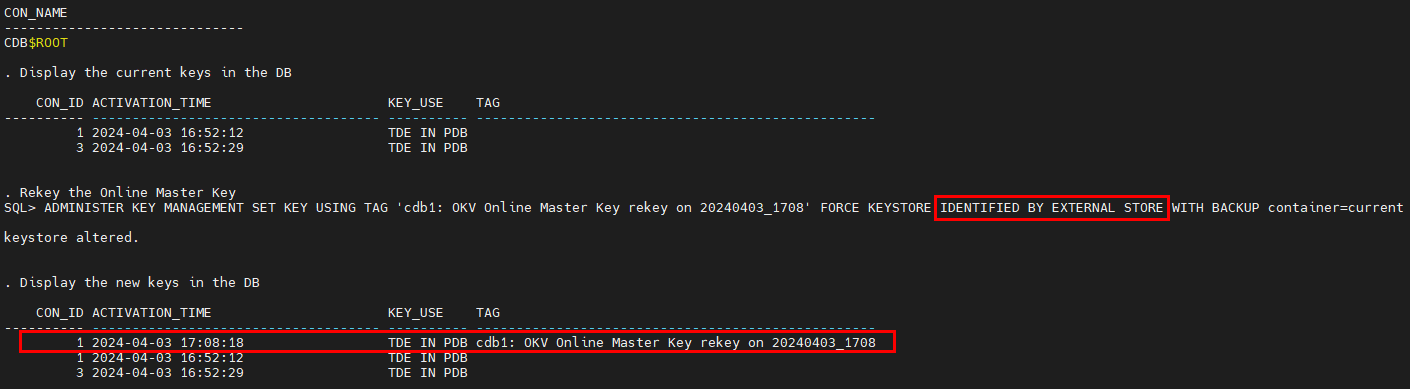 CON_NAME
------------------------------
CDB$ROOT
. Display the current keys in the DB
    CON_ID ACTIVATION_TIME                      KEY_USE    TAG
---------- ------------------------------------ ---------- --------------------------------------------------
         1 2024-04-03 16:52:12                  TDE IN PDB
         3 2024-04-03 16:52:29                  TDE IN PDB
. Rekey the Online Master Key
SQL> ADMINISTER KEY MANAGEMENT SET KEY USING TAG 'cdb1: OKV Online Master Key rekey on 20240403_1708' FORCE KEYSTORE IDENTIFIED BY EXTERNAL STORE WITH BACKUP container=current
keystore altered.
. Display the new keys in the DB
    CON_ID ACTIVATION_TIME                      KEY_USE    TAG
---------- ------------------------------------ ---------- --------------------------------------------------
         1 2024-04-03 17:08:18                  TDE IN PDB cdb1: OKV Online Master Key rekey on 20240403_1708
         1 2024-04-03 16:52:12                  TDE IN PDB
         3 2024-04-03 16:52:29                  TDE IN PDB